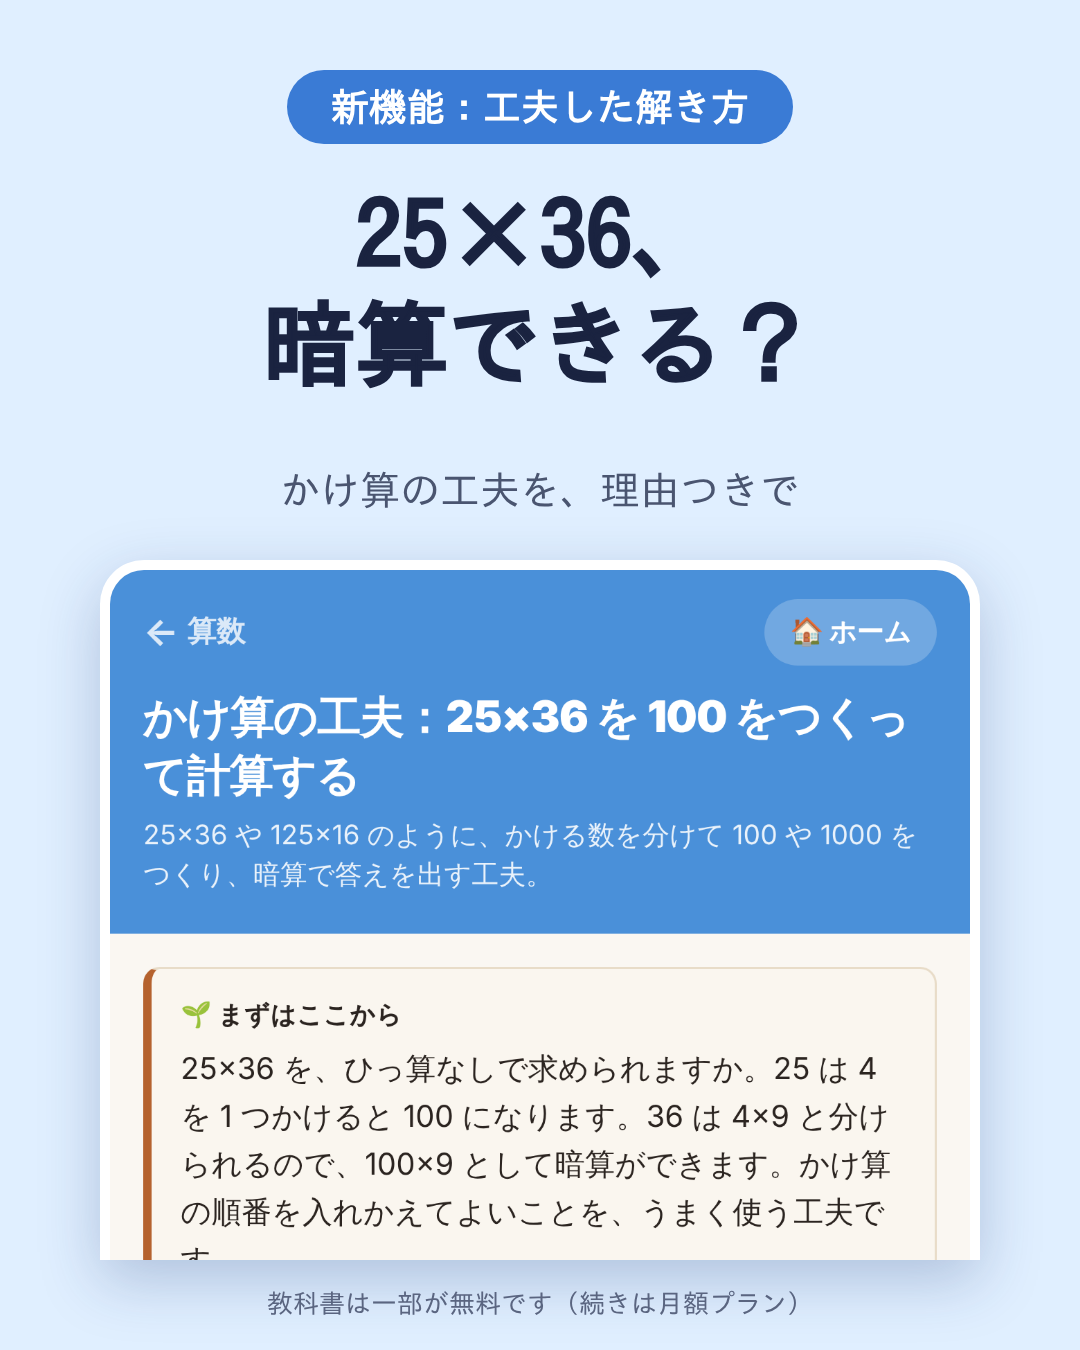 新機能：工夫した解き方
25×36、
暗算できる？
かけ算の工夫を、理由つきで
← 算数
ホーム
かけ算の工夫：25×36 を 100 をつくっ
て計算する
25×36 や 125×16 のように、かける数を分けて 100 や 1000 を
つくり、暗算で答えを出す工夫。
まずはここから
25×36 を、ひっ算なしで求められますか。25 は 4
を 1 つかけると 100 になります。36 は 4×9 と分け
られるので、100×9 として暗算ができます。かけ算
の順番を入れかえてよいことを、うまく使う工夫で
す。
教科書は一部が無料です（続きは月額プラン）